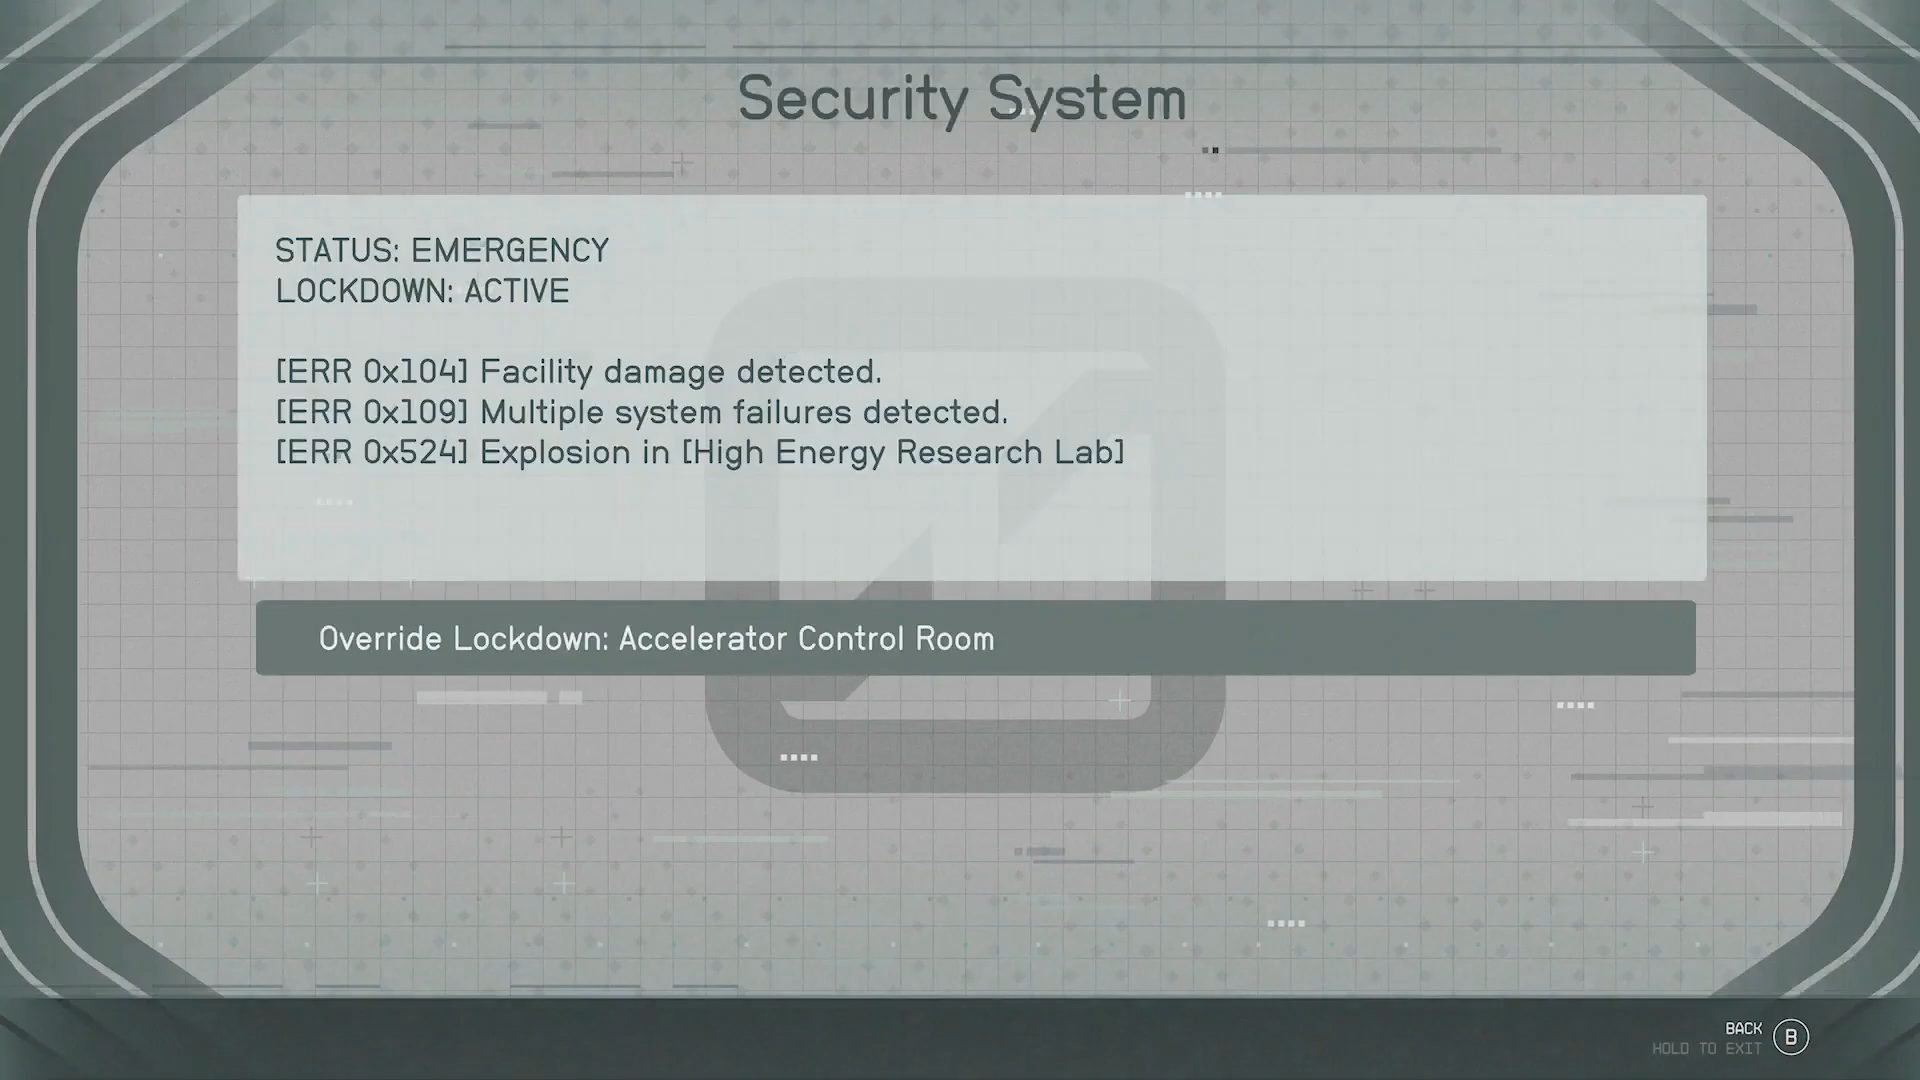 Security System
STATUS: EMERGENCY
LOCKDOWN: ACTIVE
[ERR 0x104] Facility damage detected.
[ERR 0x109] Multiple system failures detected.
[ERR 0x524] Explosion in [High Energy Research Lab]
Override Lockdown: Accelerator Control Room
BACK
HOLD TO EXIT
B